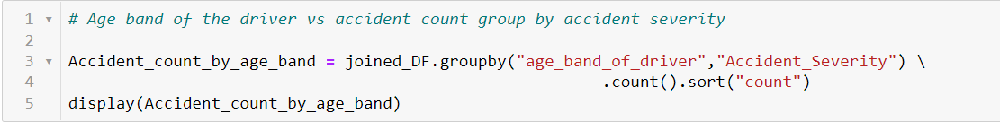 1 # Age band of the driver vs accident count group by accident severity
2
3 Accident_count_by_age_band = joined_DF.groupby("age_band_of_driver","Accident_Severity") \
4 .count().sort("count")
5 display(Accident_count_by_age_band)